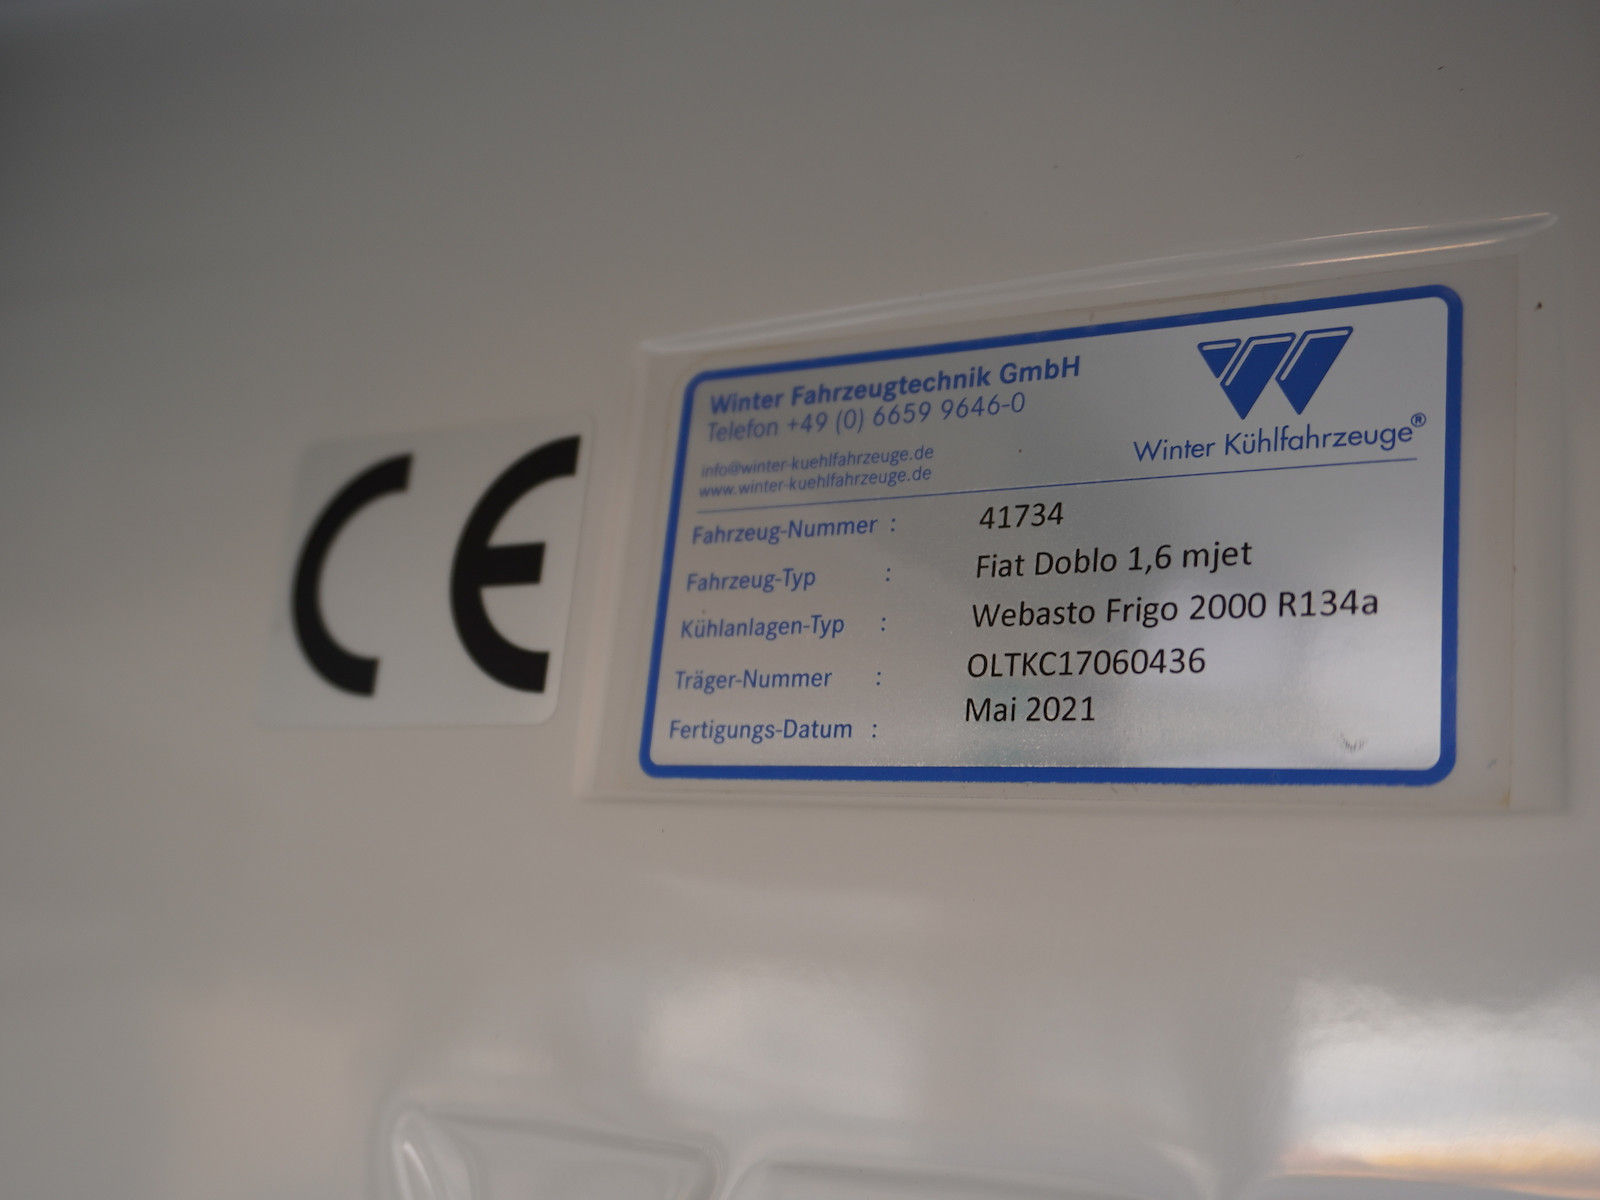 CE
Winter Fahrzeugtechnik GmbH
Telefon +49 (0) 6659 9646-0
info@winter-kuehlfahrzeuge.de
www.winter-kuehlfahrzeuge.de
Winter Kühlfahrzeuge®
Fahrzeug-Nummer : 41734
Fahrzeug-Typ : Fiat Doblo 1,6 mjet
Kühlanlagen-Typ : Webasto Frigo 2000 R134a
Träger-Nummer : OLTKC17060436
Fertigungs-Datum : Mai 2021